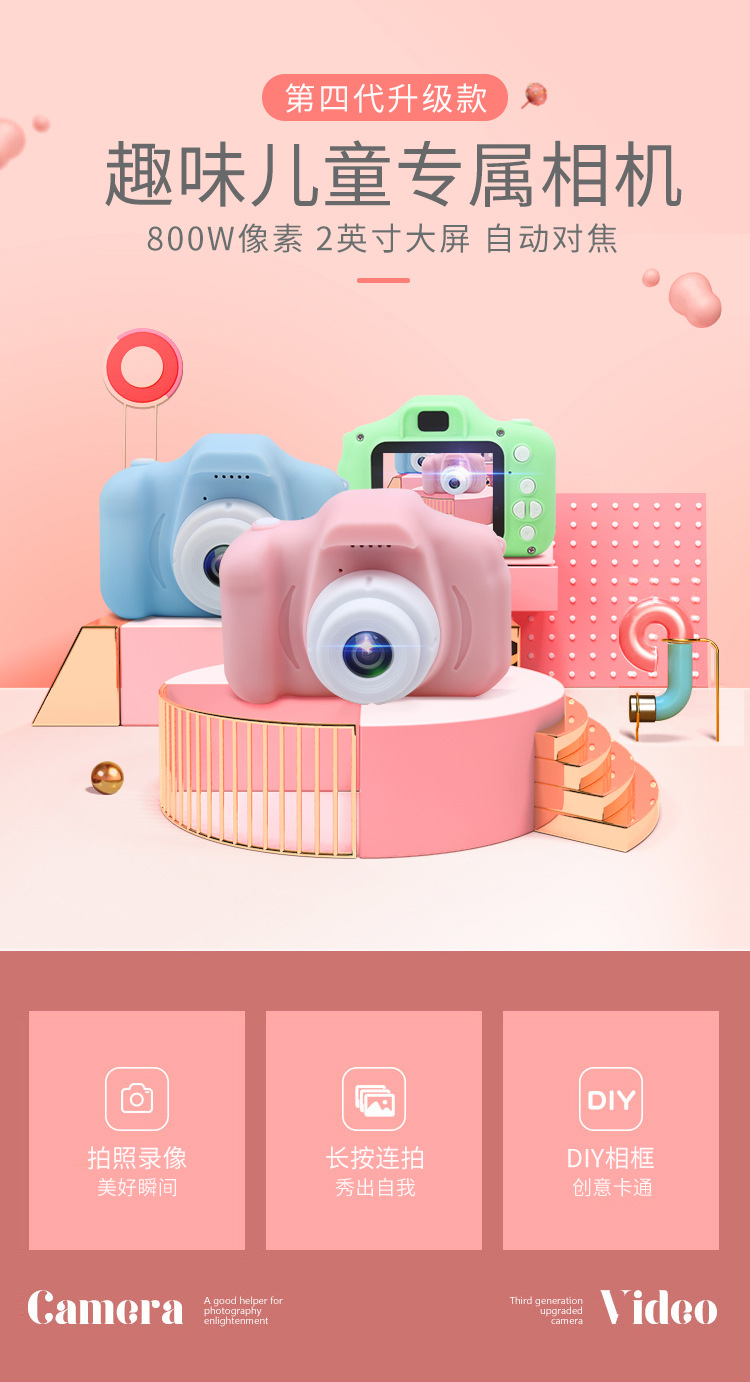 第四代升级款
趣味儿童专属相机
800W像素 2英寸大屏 自动对焦
拍照录像
美好瞬间
长按连拍
秀出自我
DIY
DIY相框
创意卡通
Camera
A good helper for
photography
enlightenment
Third generation
upgraded
camera
Video